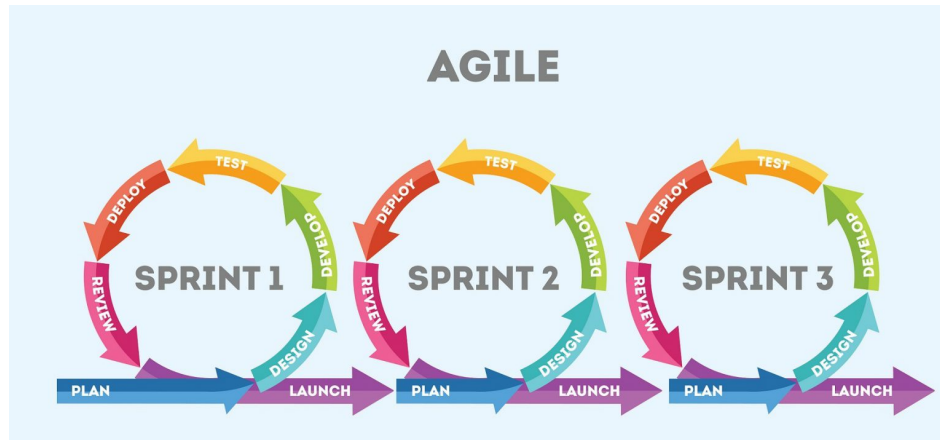 AGILE
TEST
DEPLOY
DEVELOP
SPRINT 1
REVIEW
DESIGN
PLAN
LAUNCH
TEST
DEPLOY
DEVELOP
SPRINT 2
REVIEW
DESIGN
PLAN
LAUNCH
TEST
DEPLOY
DEVELOP
SPRINT 3
REVIEW
DESIGN
PLAN
LAUNCH